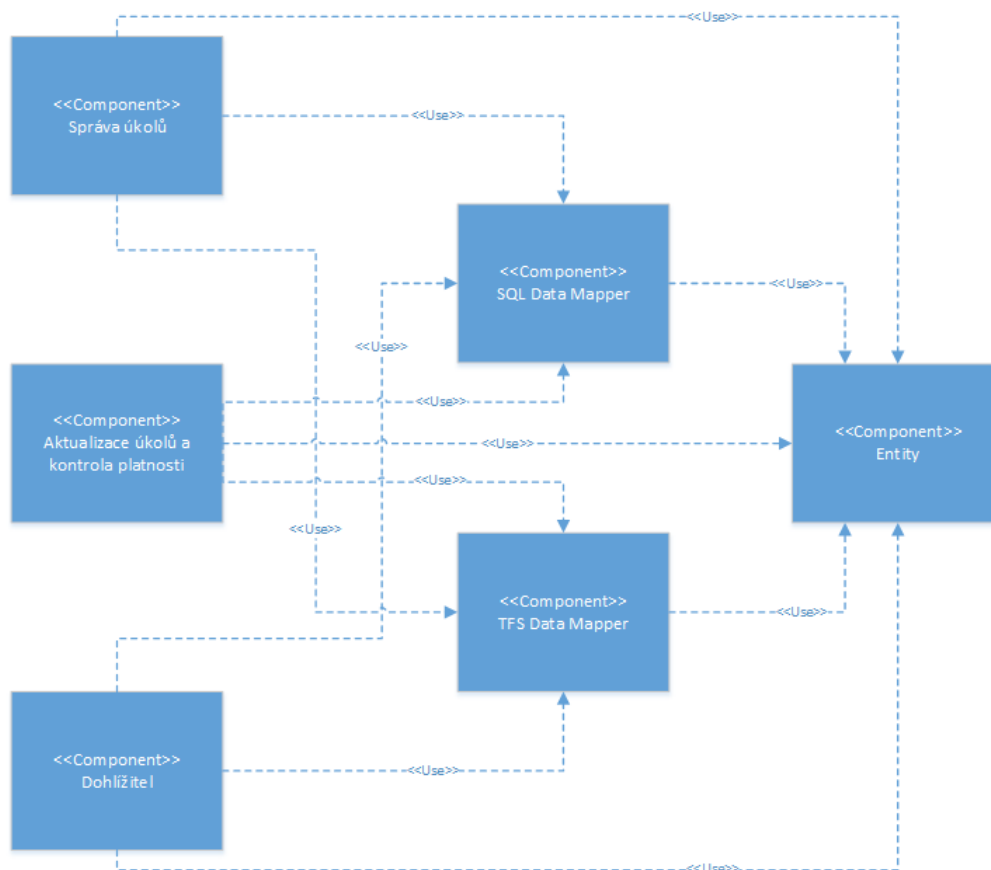 <<Use>>
<<Component>>
Správa úkolů
<<Use>>
<<Component>>
SQL Data Mapper
<<Use>>
<<Use>>
<<Component>>
Aktualizace úkolů a
kontrola platnosti
<<Use>>
<<Use>>
<<Component>>
Entity
<<Use>>
<<Use>>
<<Component>>
TFS Data Mapper
<<Use>>
<<Component>>
Dohlížitel
<<Use>>
<<Use>>